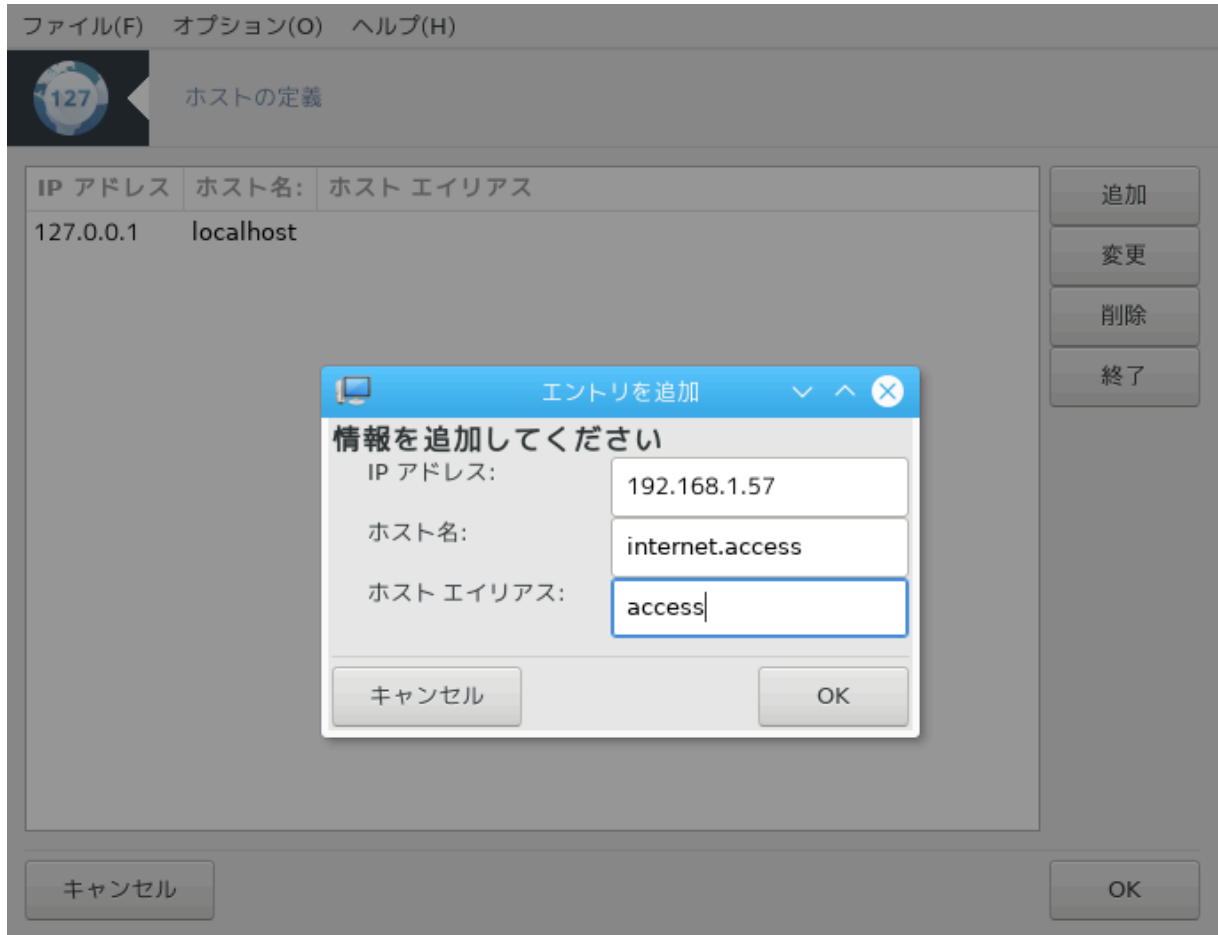 ファイル(F) オプション(O) ヘルプ(H)
127
ホストの定義
IP アドレス ホスト名: ホスト エイリアス
127.0.0.1 localhost
追加
変更
削除
終了
エントリを追加
情報を追加してください
IP アドレス: 192.168.1.57
ホスト名: internet.access
ホスト エイリアス: access
キャンセル OK
キャンセル OK